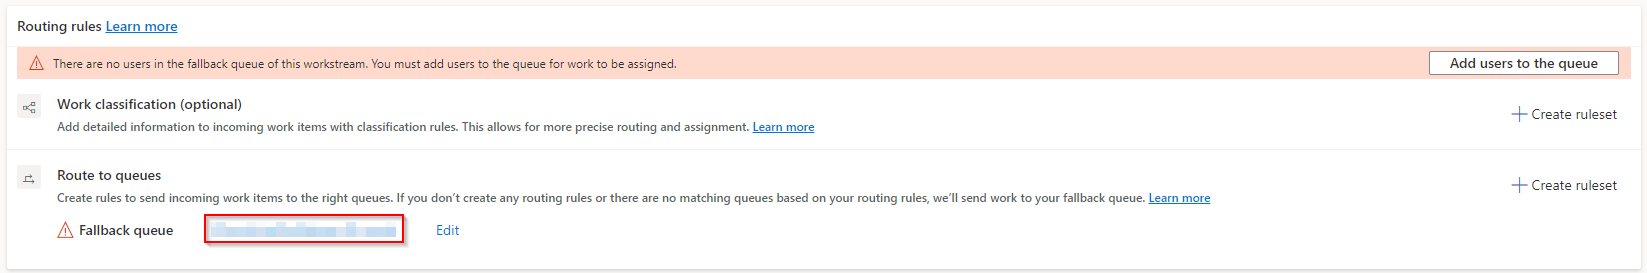 Routing rules Learn more
There are no users in the fallback queue of this workstream. You must add users to the queue for work to be assigned.
Add users to the queue
Work classification (optional)
Add detailed information to incoming work items with classification rules. This allows for more precise routing and assignment. Learn more
Create ruleset
Route to queues
Create rules to send incoming work items to the right queues. If you don’t create any routing rules or there are no matching queues based on your routing rules, we’ll send work to your fallback queue. Learn more
Create ruleset
Fallback queue
Edit